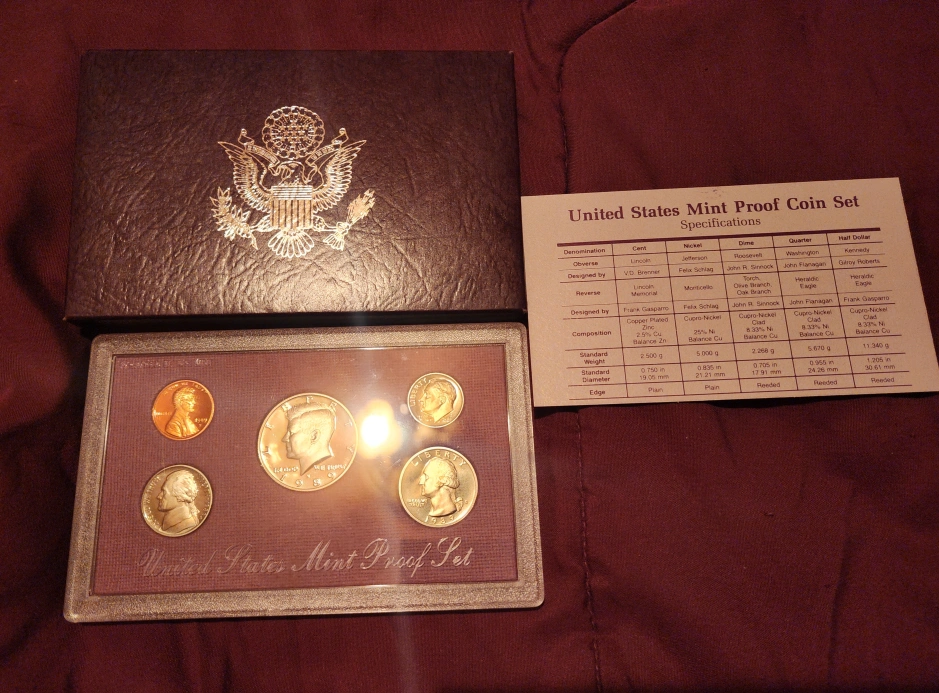 United States Mint Proof Coin Set
Specifications
Denomination Cent Nickel Dime Quarter Half Dollar
Obverse Lincoln Jefferson Roosevelt Washington Kennedy
Designed by V.D. Brenner Felix Schlag John R. Sinnock John Flanagan Gilroy Roberts
Reverse Lincoln Memorial Monticello Torch, Olive Branch, Oak Branch Heraldic Eagle Heraldic Eagle
Designed by Frank Gasparro Felix Schlag John R. Sinnock John Flanagan Frank Gasparro
Composition Copper Plated Zinc 2.5% Cu Balance Zn Cupro-Nickel 25% Ni Balance Cu Cupro-Nickel Clad 8.33% Ni Balance Cu Cupro-Nickel Clad 8.33% Ni Balance Cu Cupro-Nickel Clad 8.33% Ni Balance Cu
Standard Weight 2.500 g 5.000 g 2.268 g 5.670 g 11.340 g
Standard Diameter 0.750 in 19.05 mm 0.835 in 21.21 mm 0.705 in 17.91 mm 0.955 in 24.26 mm 1.205 in 30.61 mm
Edge Plain Plain Reeded Reeded Reeded
LIBERTY
1989
LIBERTY
United States Mint Proof Set